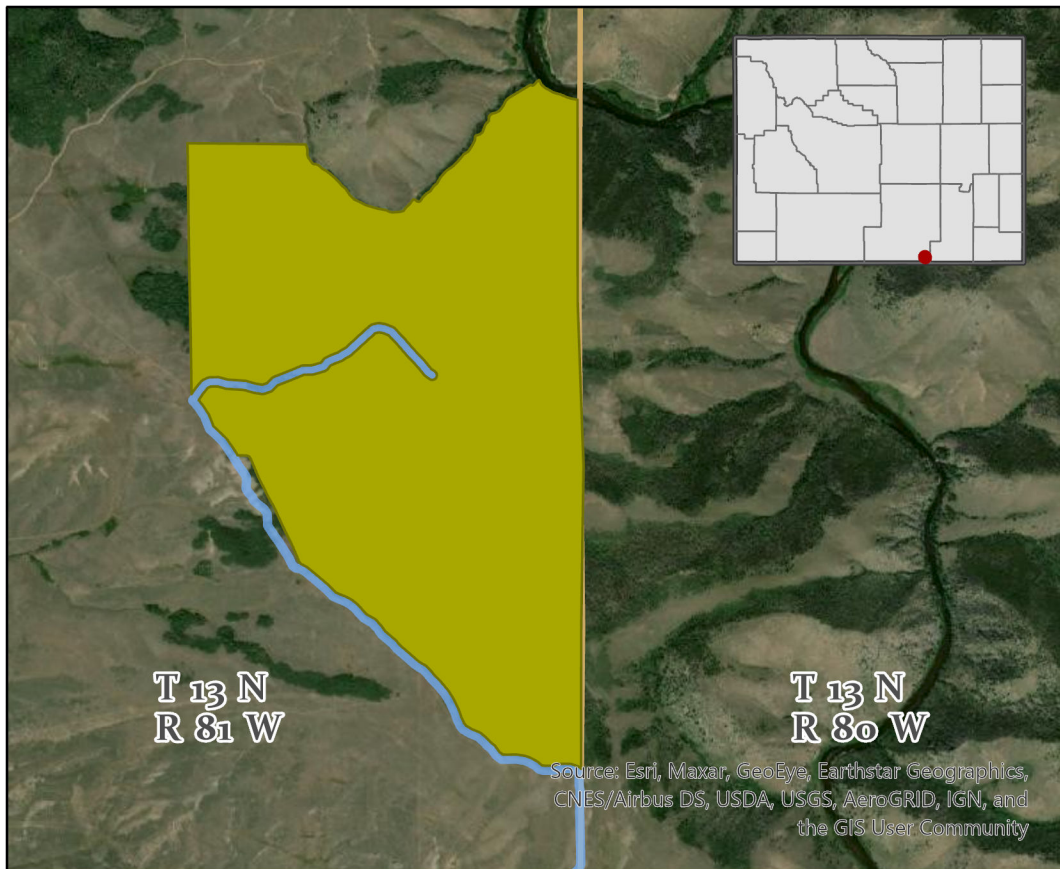 T 13 N
R 81 W
T 13 N
R 80 W
Source: Esri, Maxar, GeoEye, Earthstar Geographics,
CNES/Airbus DS, USDA, USGS, AeroGRID, IGN, and
the GIS User Community